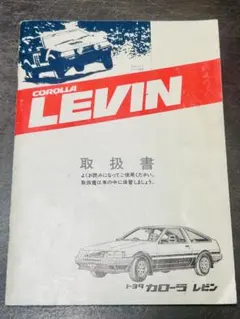 COROLLA
LEVIN
取扱書
よくお読みになってご使用ください。
取扱書は車の中に保管しましょう。
トヨタ カローラ レビン